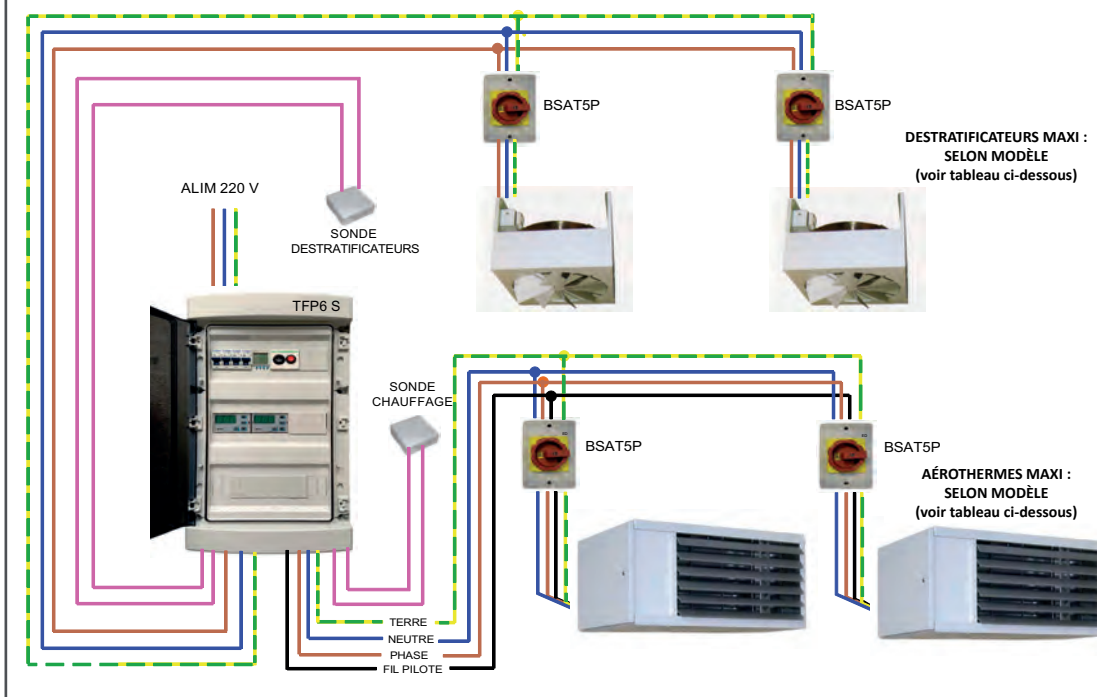 BSAT5P
BSAT5P
DESTRATIFICATEURS MAXI :
SELON MODÈLE
(voir tableau ci-dessous)
ALIM 220 V
SONDE
DESTRATIFICATEURS
TFP6 S
SONDE
CHAUFFAGE
BSAT5P
BSAT5P
AÉROTHERMES MAXI :
SELON MODÈLE
(voir tableau ci-dessous)
TERRE
NEUTRE
PHASE
FIL PILOTE